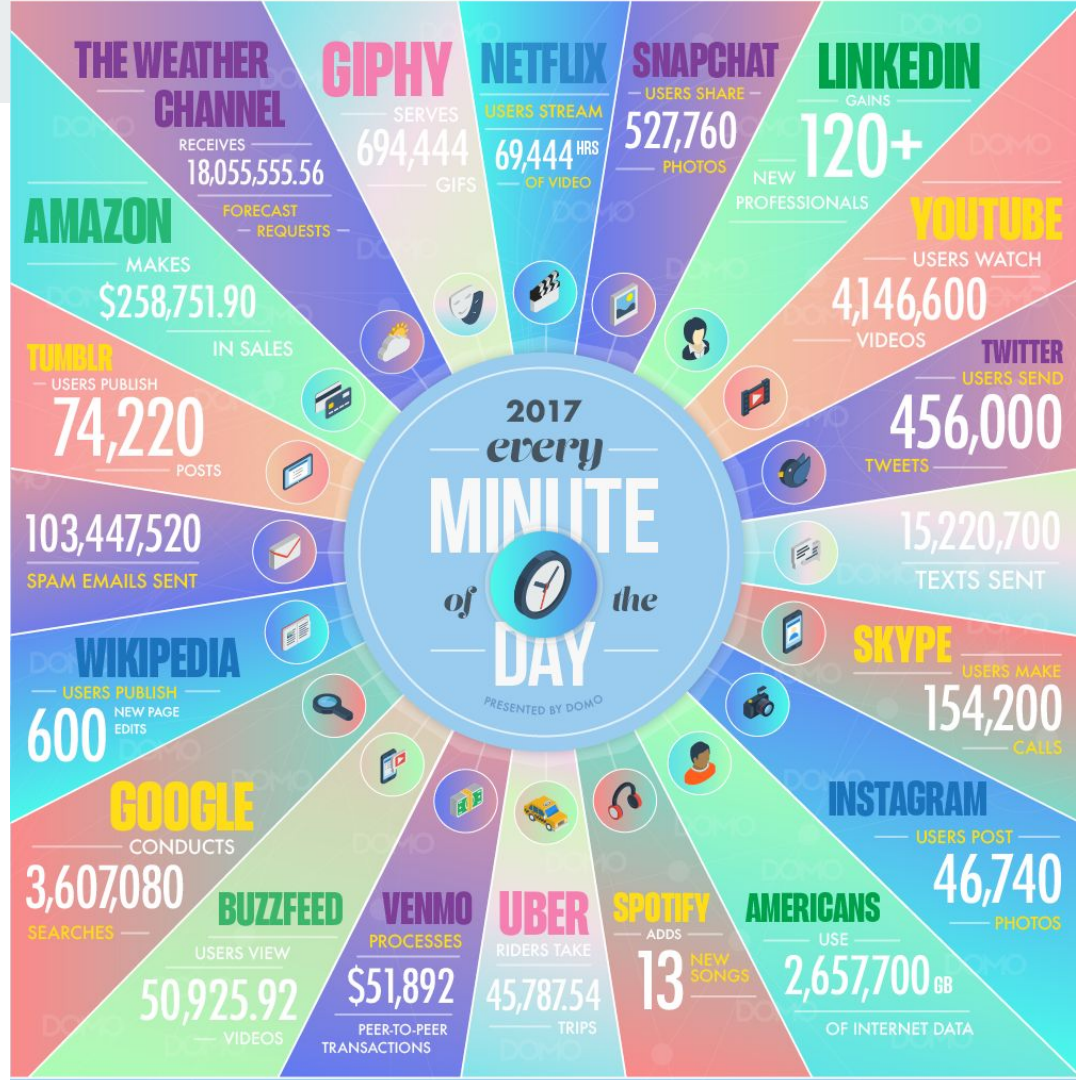 THE WEATHER
CHANNEL
RECEIVES
18,055,555.56
FORECAST
REQUESTS
GIPHY
SERVES
694,444
GIFS
NETFLIX
USERS STREAM
69,444 HRS
OF VIDEO
SNAPCHAT
USERS SHARE
527,760
PHOTOS
LINKEDIN
GAINS
120+
NEW
PROFESSIONALS
YOUTUBE
USERS WATCH
4,146,600
VIDEOS
TWITTER
USERS SEND
456,000
TWEETS
15,220,700
TEXTS SENT
SKYPE
USERS MAKE
154,200
CALLS
INSTAGRAM
USERS POST
46,740
PHOTOS
AMERICANS
USE
2,657,700 GB
OF INTERNET DATA
SPOTIFY
ADDS
13 NEW
SONGS
UBER
RIDERS TAKE
45,787.54
TRIPS
VENMO
PROCESSES
$51,892
PEER-TO-PEER
TRANSACTIONS
BUZZFEED
USERS VIEW
50,925.92
VIDEOS
GOOGLE
CONDUCTS
3,607,080
SEARCHES
WIKIPEDIA
USERS PUBLISH
600 NEW PAGE
EDITS
103,447,520
SPAM EMAILS SENT
TUMBLR
USERS PUBLISH
74,220
POSTS
AMAZON
MAKES
$258,751.90
IN SALES
2017
every
MINUTE
of the
DAY
PRESENTED BY DOMO